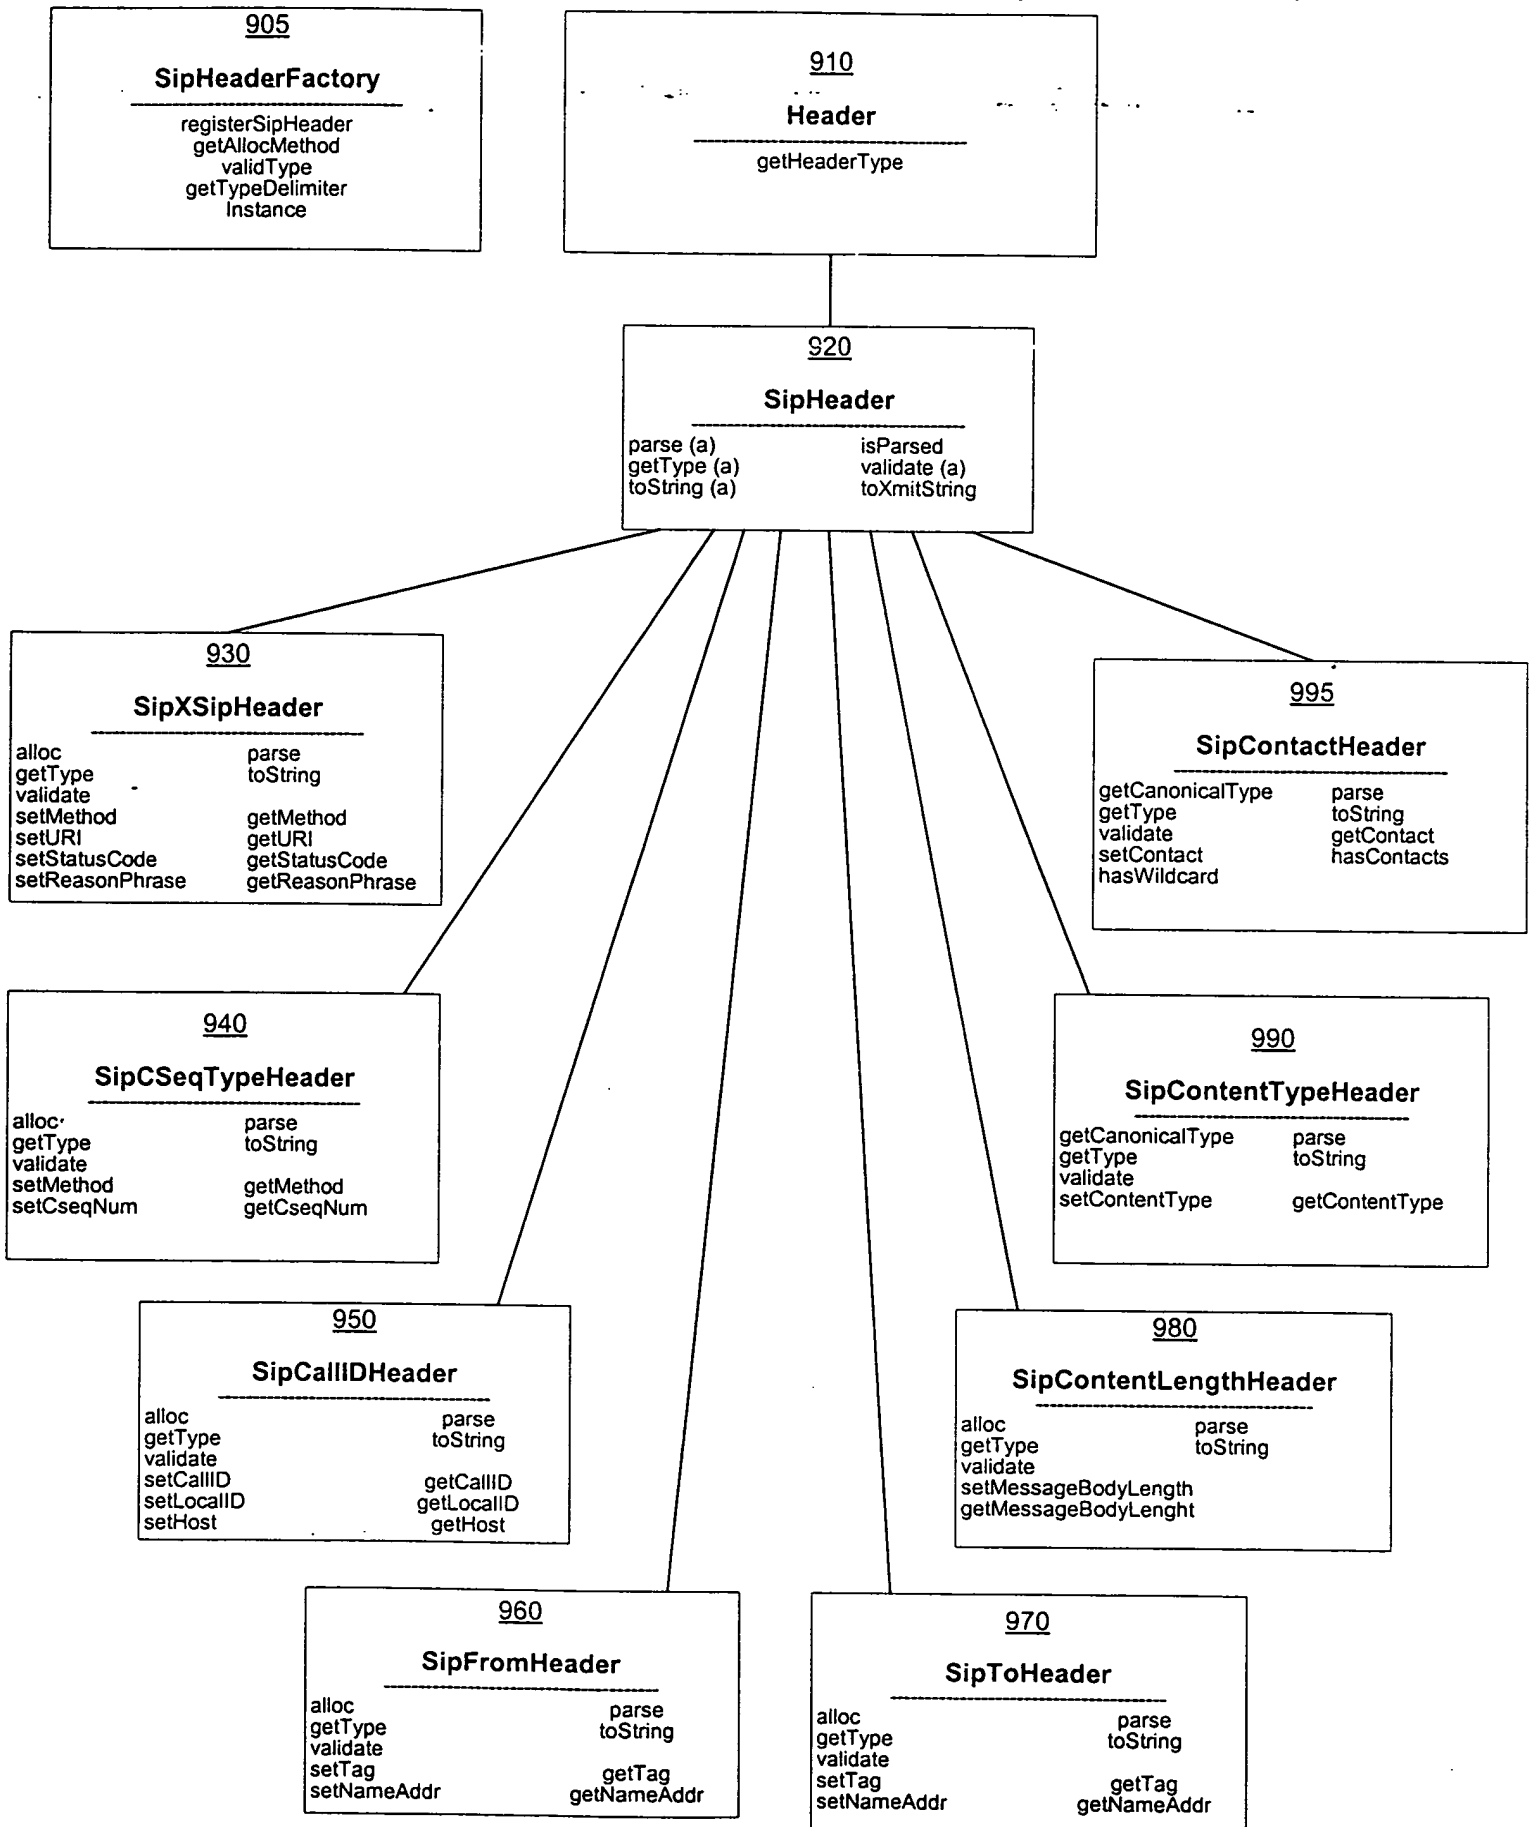 905
SipHeaderFactory
registerSipHeader
getAllocMethod
validType
getTypeDelimiter
Instance
910
Header
getHeaderType
920
SipHeader
parse (a) isParsed
getType (a) validate (a)
toString (a) toXmitString
930
SipXSipHeader
alloc parse
getType toString
validate
setMethod getMethod
setURI getURI
setStatusCode getStatusCode
setReasonPhrase getReasonPhrase
995
SipContactHeader
getCanonicalType parse
getType toString
validate getContact
setContact hasContacts
hasWildcard
940
SipCSeqTypeHeader
alloc parse
getType toString
validate
setMethod getMethod
setCseqNum getCseqNum
990
SipContentTypeHeader
getCanonicalType parse
getType toString
validate
setContentType getContentType
950
SipCallIDHeader
alloc parse
getType toString
validate
setCallID getCallID
setLocalID getLocalID
setHost getHost
980
SipContentLengthHeader
alloc parse
getType toString
validate
setMessageBodyLength
getMessageBodyLenght
960
SipFromHeader
alloc parse
getType toString
validate
setTag getTag
setNameAddr getNameAddr
970
SipToHeader
alloc parse
getType toString
validate
setTag getTag
setNameAddr getNameAddr